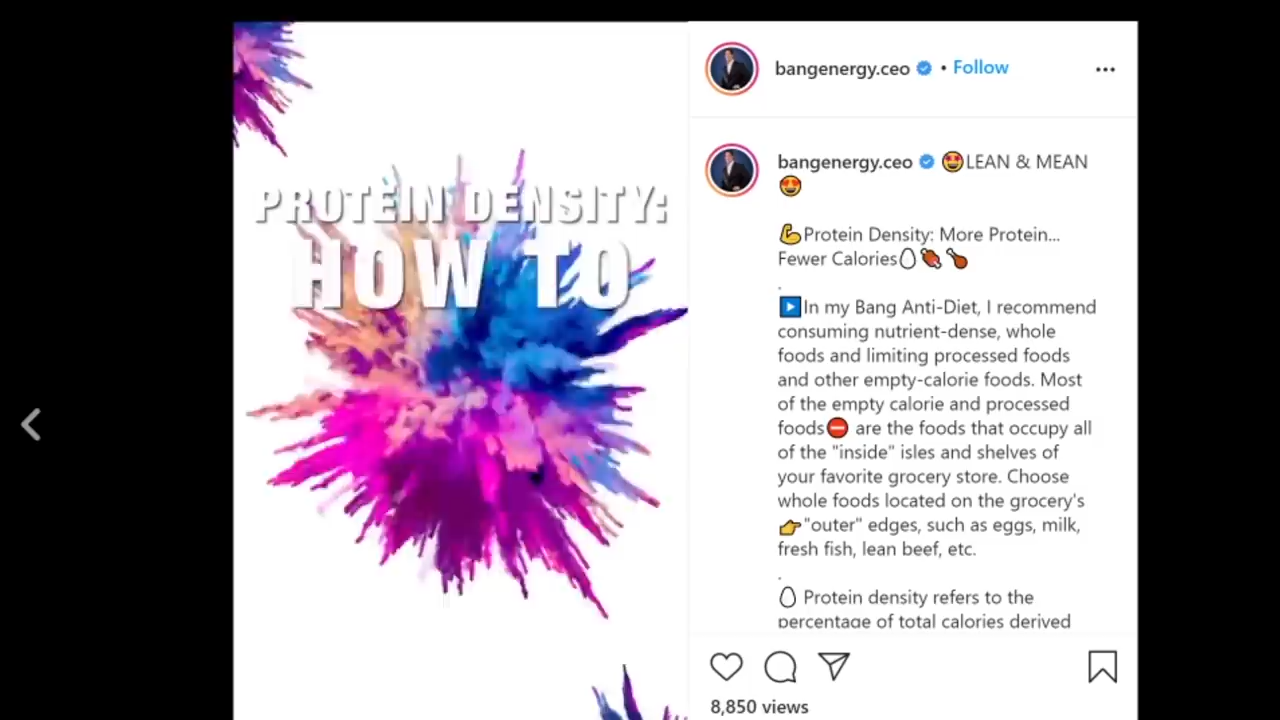 PROTEIN DENSITY:
HOW TO
bangenergy.ceo • Follow
bangenergy.ceo 😍LEAN & MEAN
😍
💪Protein Density: More Protein...
Fewer Calories🥚🍖🍗
.
▶️In my Bang Anti-Diet, I recommend
consuming nutrient-dense, whole
foods and limiting processed foods
and other empty-calorie foods. Most
of the empty calorie and processed
foods⛔ are the foods that occupy all
of the "inside" isles and shelves of
your favorite grocery store. Choose
whole foods located on the grocery's
👉"outer" edges, such as eggs, milk,
fresh fish, lean beef, etc.
.
🥚 Protein density refers to the
percentage of total calories derived
8,850 views